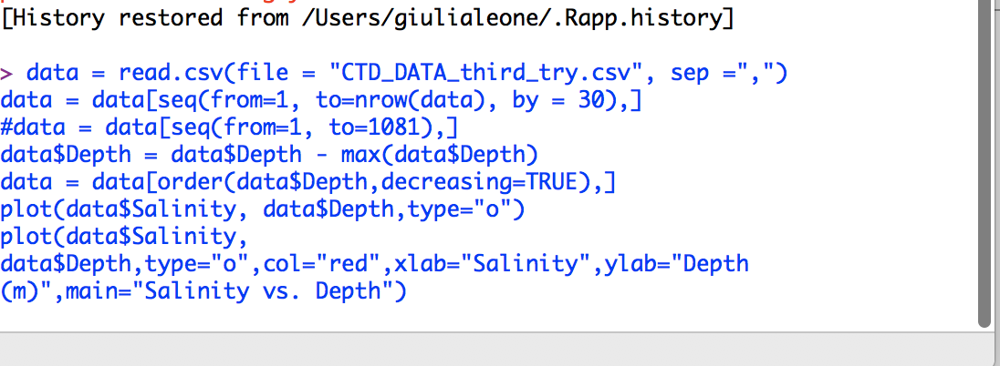 [History restored from /Users/giulialeone/.Rapp.history]
> data = read.csv(file = "CTD_DATA_third_try.csv", sep =",")
data = data[seq(from=1, to=nrow(data), by = 30),]
#data = data[seq(from=1, to=1081),]
data$Depth = data$Depth - max(data$Depth)
data = data[order(data$Depth,decreasing=TRUE),]
plot(data$Salinity, data$Depth,type="o")
plot(data$Salinity,
data$Depth,type="o",col="red",xlab="Salinity",ylab="Depth
(m)",main="Salinity vs. Depth")